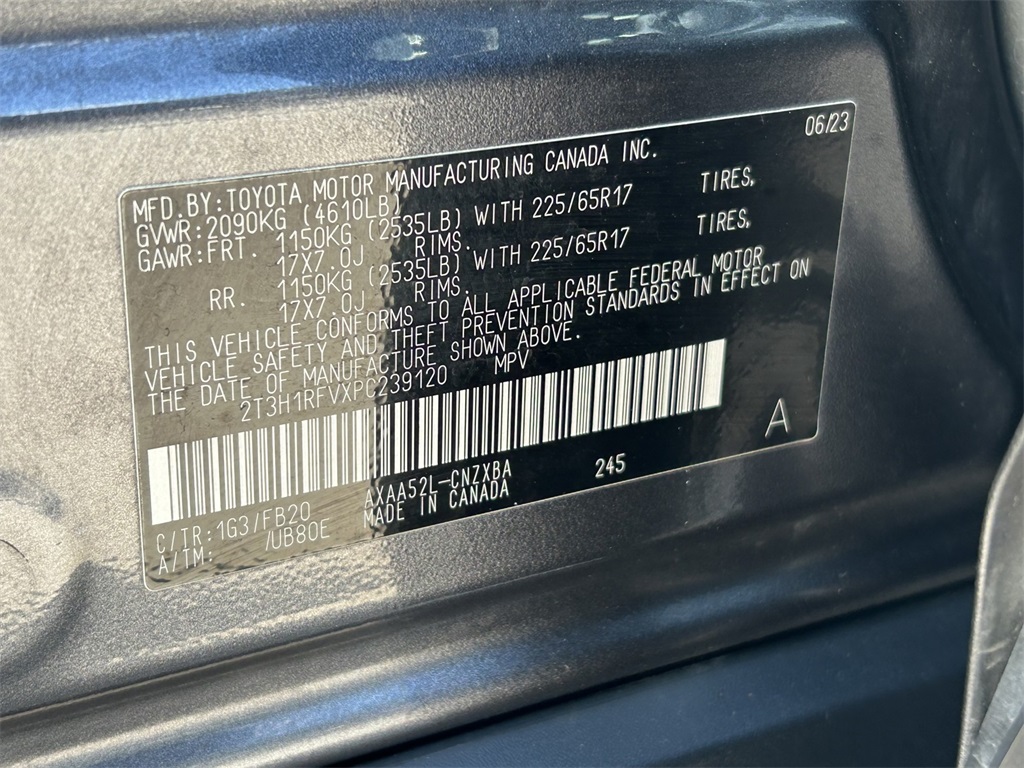 06/23
MFD.BY:TOYOTA MOTOR MANUFACTURING CANADA INC.
GVWR:2090KG (4610LB)
GAWR:FRT. 1150KG (2535LB) WITH 225/65R17 TIRES,
17X7.0J RIMS.
RR. 1150KG (2535LB) WITH 225/65R17 TIRES,
17X7.0J RIMS.
THIS VEHICLE CONFORMS TO ALL APPLICABLE FEDERAL MOTOR
VEHICLE SAFETY AND THEFT PREVENTION STANDARDS IN EFFECT ON
THE DATE OF MANUFACTURE SHOWN ABOVE.
2T3H1RFVXPC239120 MPV
A
C/TR:1G3/FB20 AXAA52L-CNZXBA 245
A/TM: /UB80E MADE IN CANADA